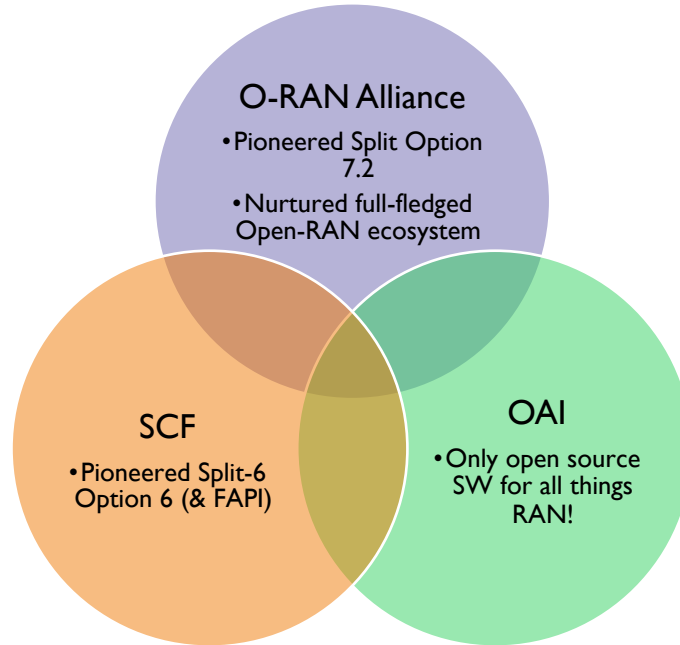 O-RAN Alliance
•Pioneered Split Option
7.2
•Nurtured full-fledged
Open-RAN ecosystem
SCF
•Pioneered Split-6
Option 6 (& FAPI)
OAI
•Only open source
SW for all things
RAN!